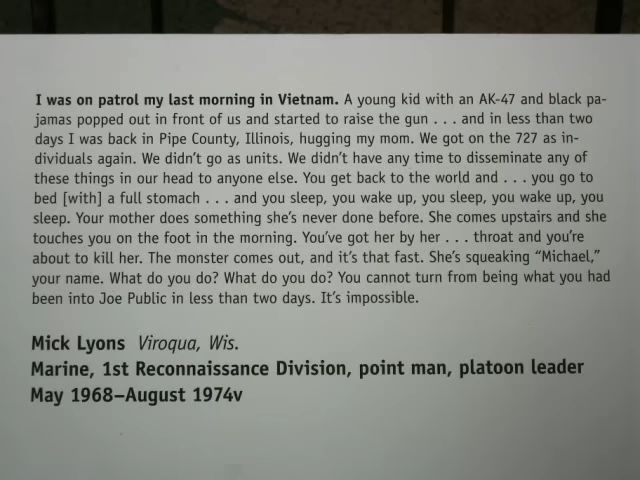 I was on patrol my last morning in Vietnam. A young kid with an AK-47 and black pa-
jamas popped out in front of us and started to raise the gun . . . and in less than two
days I was back in Pipe County, Illinois, hugging my mom. We got on the 727 as in-
dividuals again. We didn't go as units. We didn't have any time to disseminate any of
these things in our head to anyone else. You get back to the world and . . . you go to
bed [with] a full stomach . . . and you sleep, you wake up, you sleep, you wake up, you
sleep. Your mother does something she's never done before. She comes upstairs and she
touches you on the foot in the morning. You've got her by her . . . throat and you're
about to kill her. The monster comes out, and it's that fast. She's squeaking "Michael,"
your name. What do you do? What do you do? You cannot turn from being what you had
been into Joe Public in less than two days. It's impossible.
Mick Lyons Viroqua, Wis.
Marine, 1st Reconnaissance Division, point man, platoon leader
May 1968–August 1974v